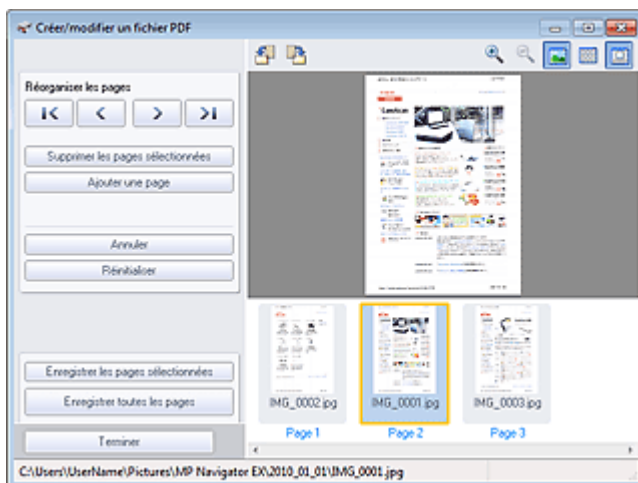 Créer/modifier un fichier PDF
Réorganiser les pages
Supprimer les pages sélectionnées
Ajouter une page
Annuler
Réinitialiser
Enregistrer les pages sélectionnées
Enregistrer toutes les pages
Terminer
IMG_0002.jpg
IMG_0001.jpg
IMG_0003.jpg
Page 1
Page 2
Page 3
C:\Users\UserName\Pictures\MP Navigator EX\2010_01_01\IMG_0001.jpg